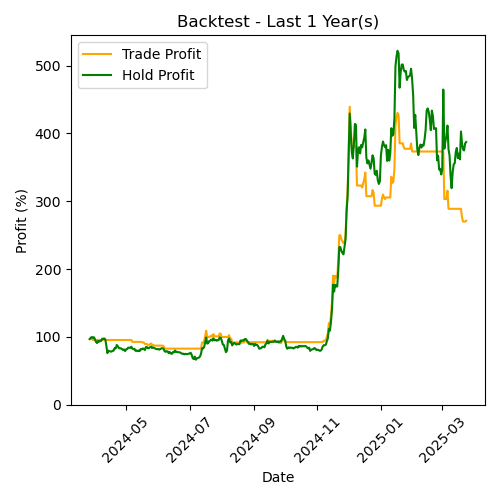 Backtest - Last 1 Year(s)
Trade Profit
Hold Profit
Profit (%)
500
400
300
200
100
0
2024-05
2024-07
2024-09
2024-11
2025-01
2025-03
Date